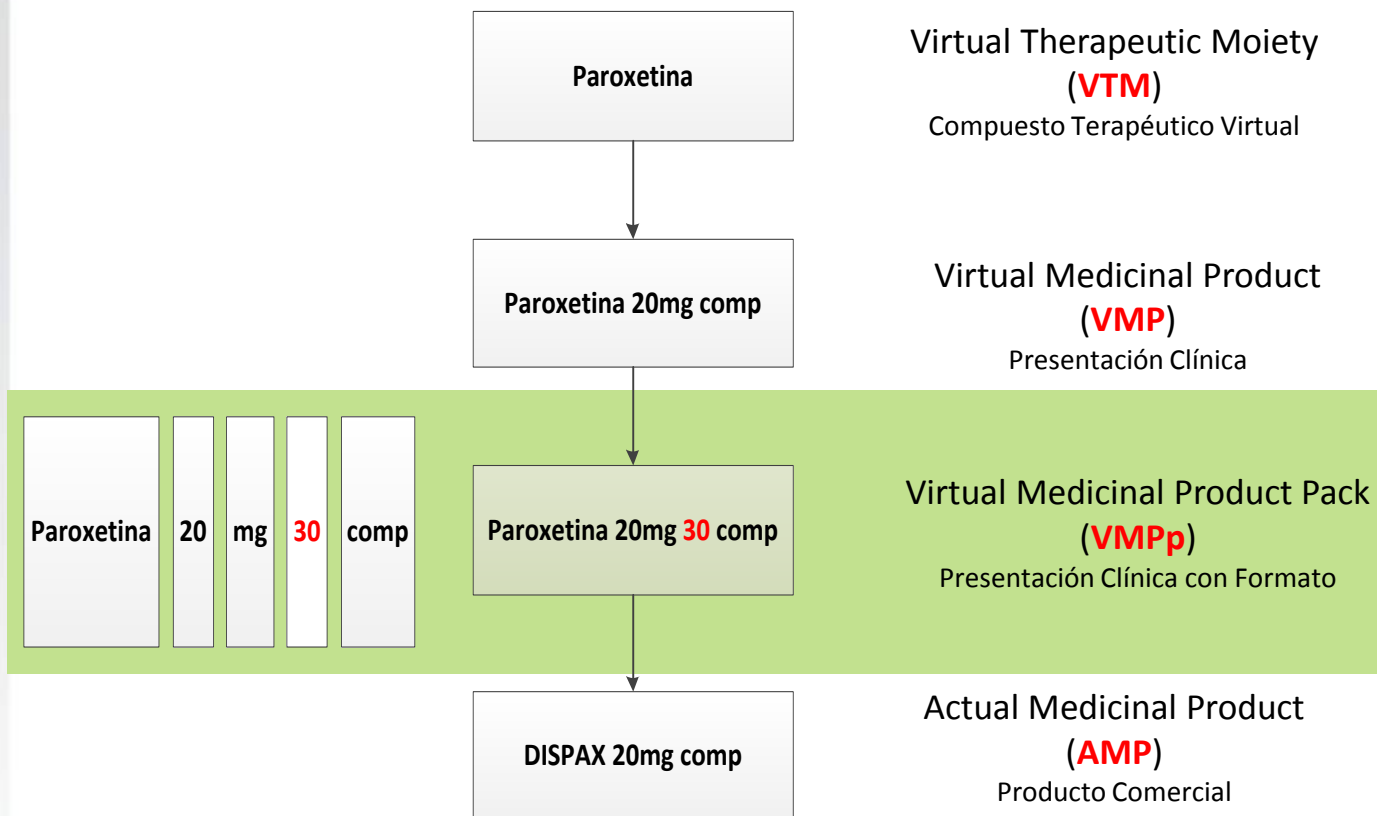 Paroxetina
Virtual Therapeutic Moiety
(VTM)
Compuesto Terapéutico Virtual
Paroxetina 20mg comp
Virtual Medicinal Product
(VMP)
Presentación Clínica
Paroxetina 20 mg 30 comp
Paroxetina 20mg 30 comp
Virtual Medicinal Product Pack
(VMPp)
Presentación Clínica con Formato
DISPAX 20mg comp
Actual Medicinal Product
(AMP)
Producto Comercial